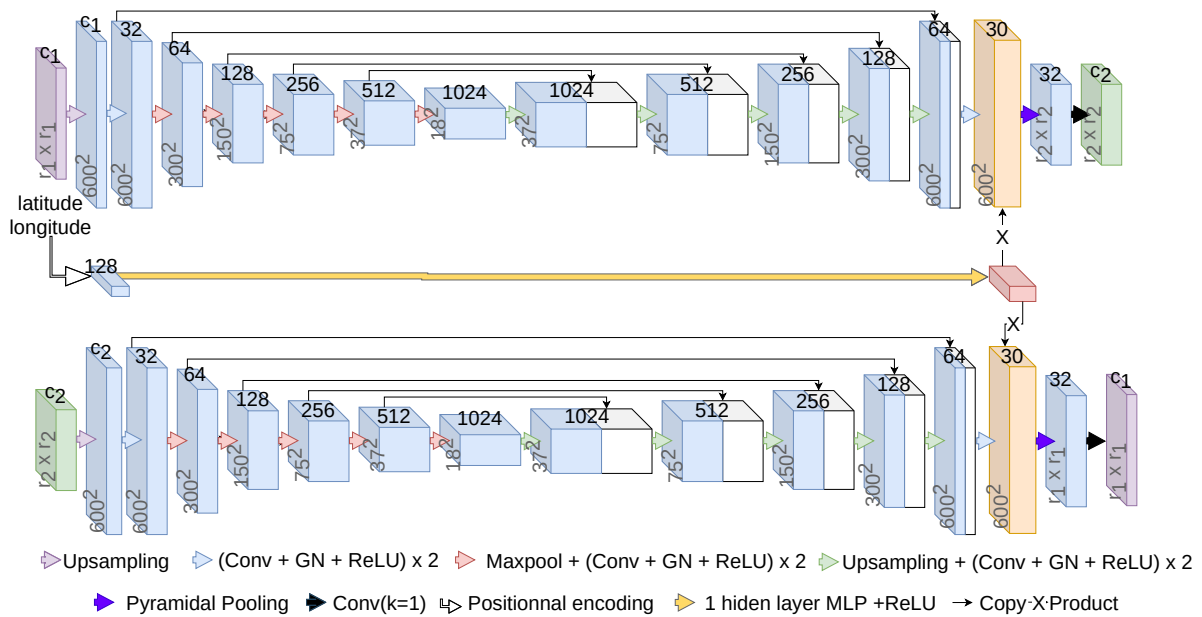 c1 c1 32 64 128 256 512 1024 1024 512 256 128 64 30 32 c2
r1 x r1 600² 600² 300² 150² 75² 37² 18² 37² 75² 150² 300² 600² 600² r2 x r2 r2 x r2
latitude
longitude
128
X
X
c2 c2 32 64 128 256 512 1024 1024 512 256 128 64 30 32 c1
r2 x r2 600² 600² 300² 150² 75² 37² 18² 37² 75² 150² 300² 600² 600² r1 x r1 r1 x r1
Upsampling (Conv + GN + ReLU) x 2 Maxpool + (Conv + GN + ReLU) x 2 Upsampling + (Conv + GN + ReLU) x 2
Pyramidal Pooling Conv(k=1) Positionnal encoding 1 hiden layer MLP +ReLU Copy-X-Product